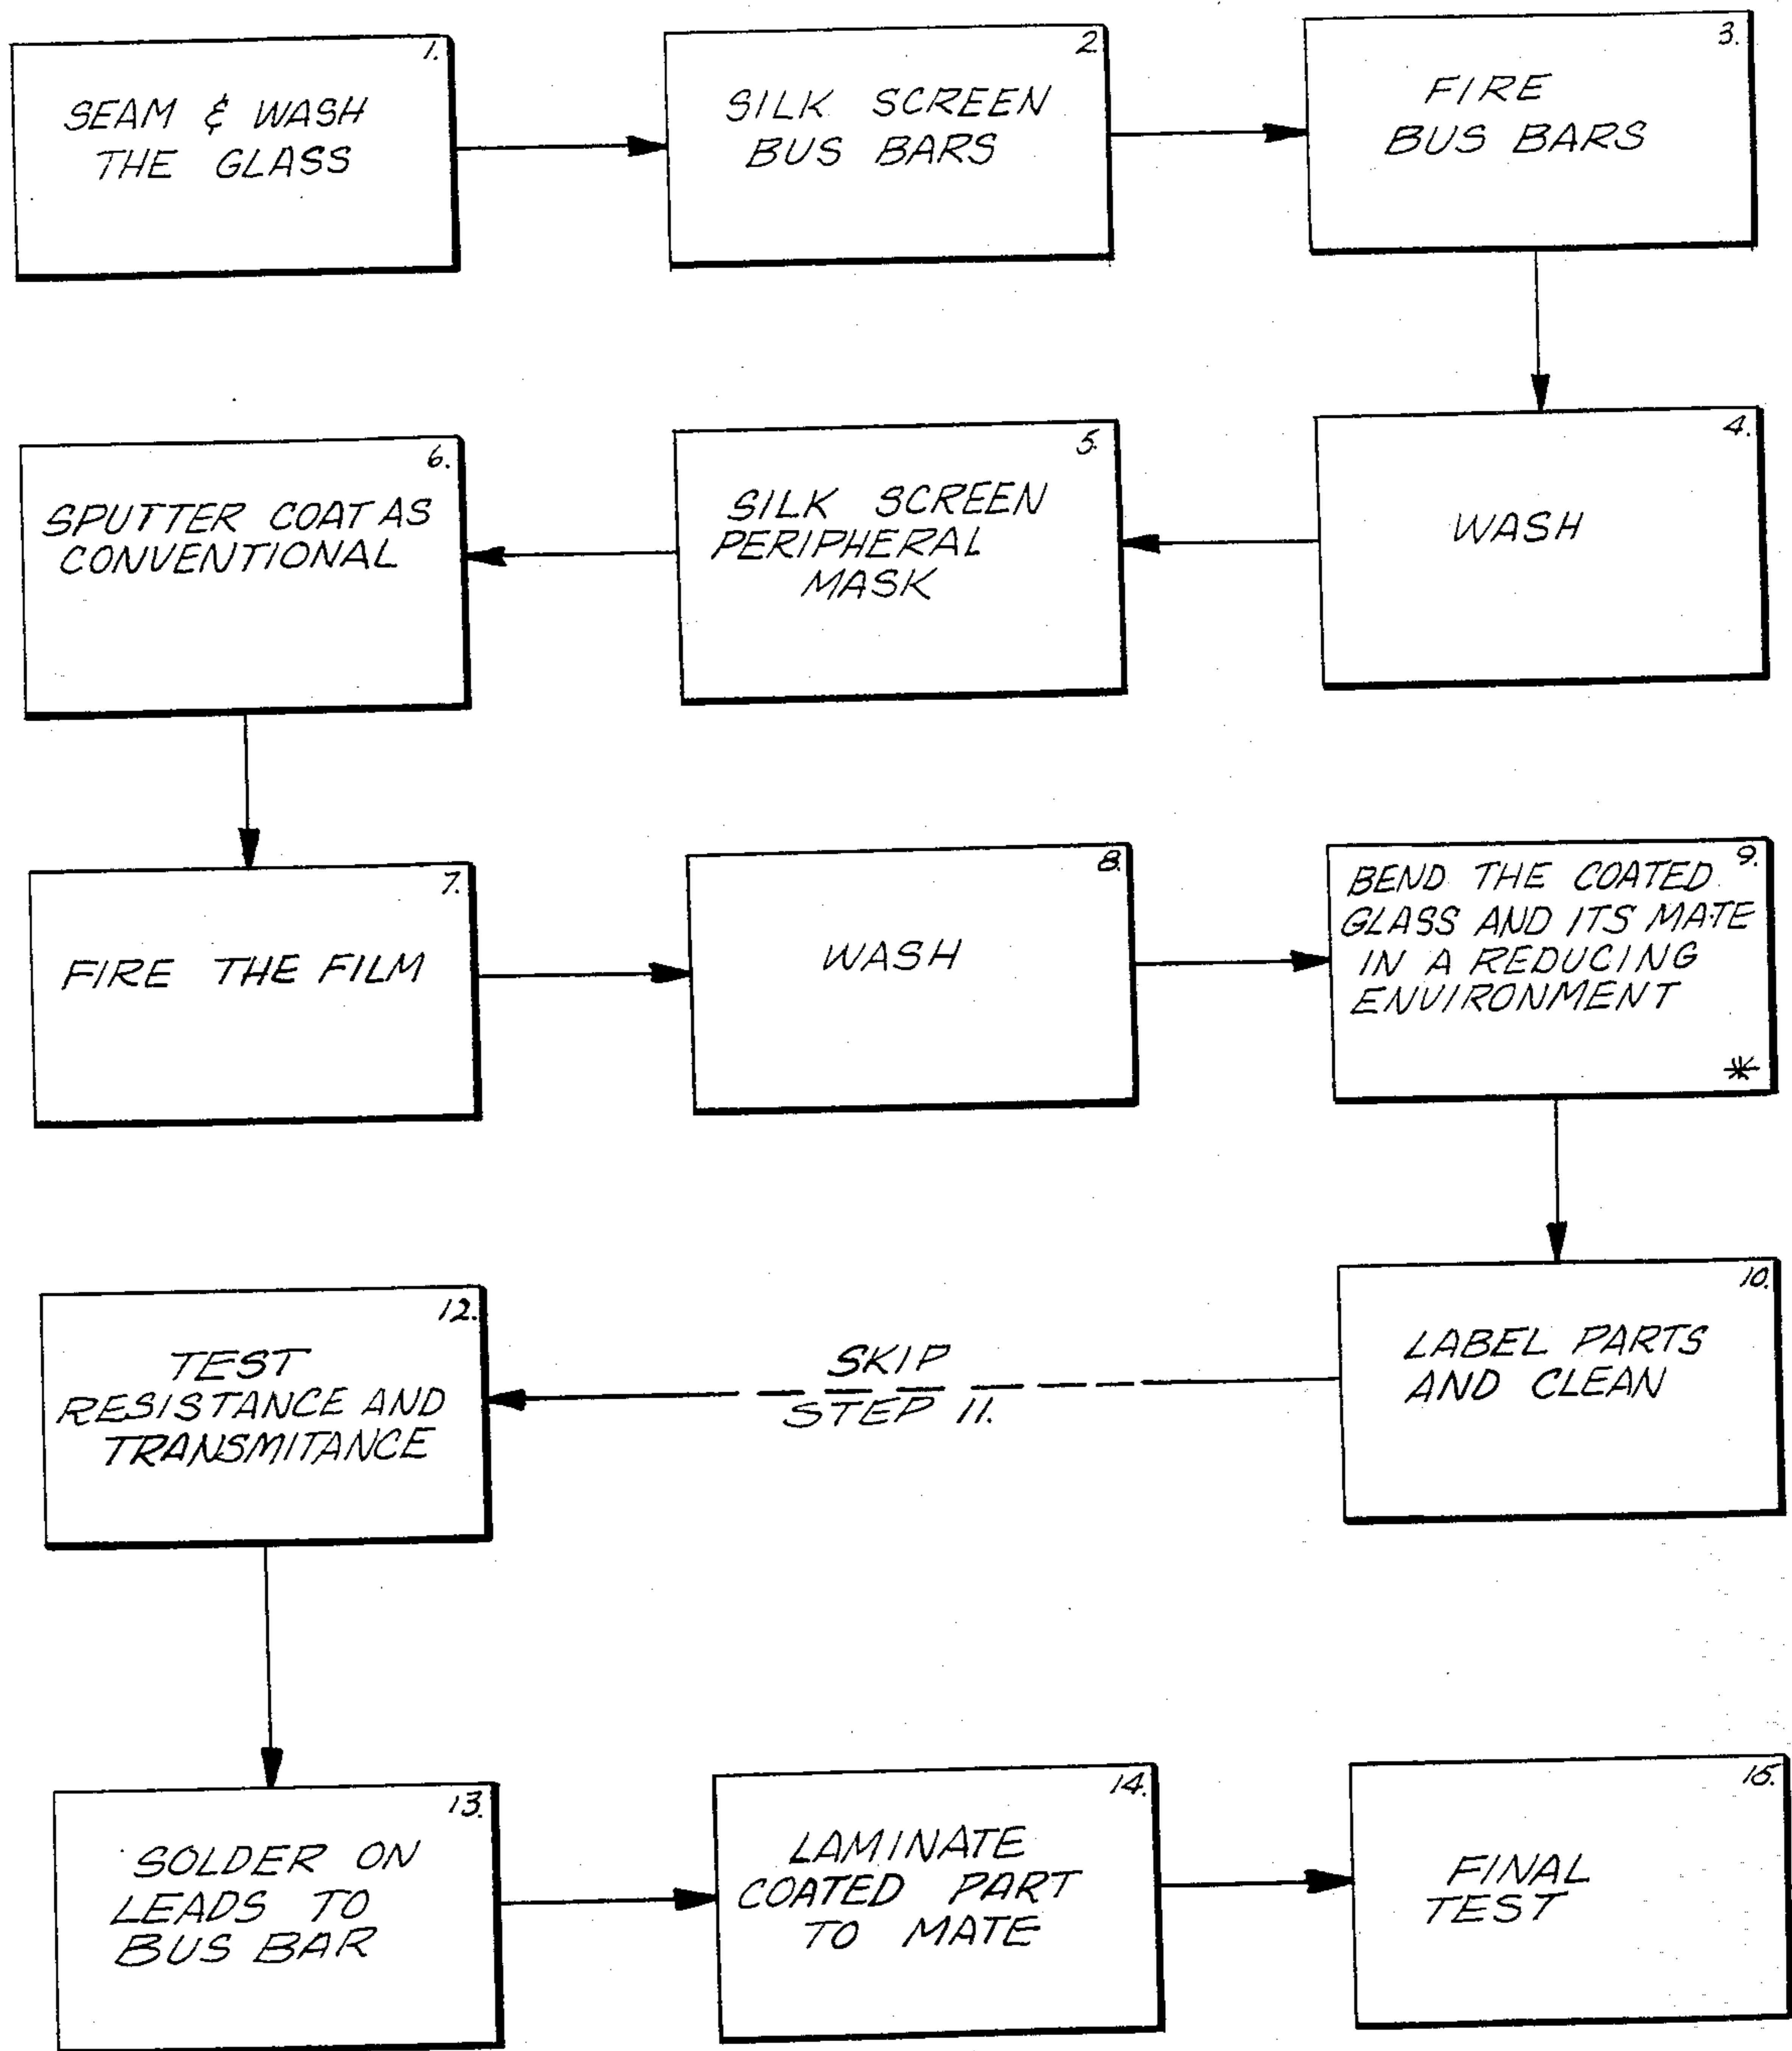 1.
SEAM & WASH
THE GLASS
2.
SILK SCREEN
BUS BARS
3.
FIRE
BUS BARS
4.
WASH
5.
SILK SCREEN
PERIPHERAL
MASK
6.
SPUTTER COAT AS
CONVENTIONAL
7.
FIRE THE FILM
8.
WASH
9.
BEND THE COATED
GLASS AND ITS MATE
IN A REDUCING
ENVIRONMENT
*
10.
LABEL PARTS
AND CLEAN
SKIP
STEP 11.
12.
TEST
RESISTANCE AND
TRANSMITANCE
13.
SOLDER ON
LEADS TO
BUS BAR
14.
LAMINATE
COATED PART
TO MATE
15.
FINAL
TEST